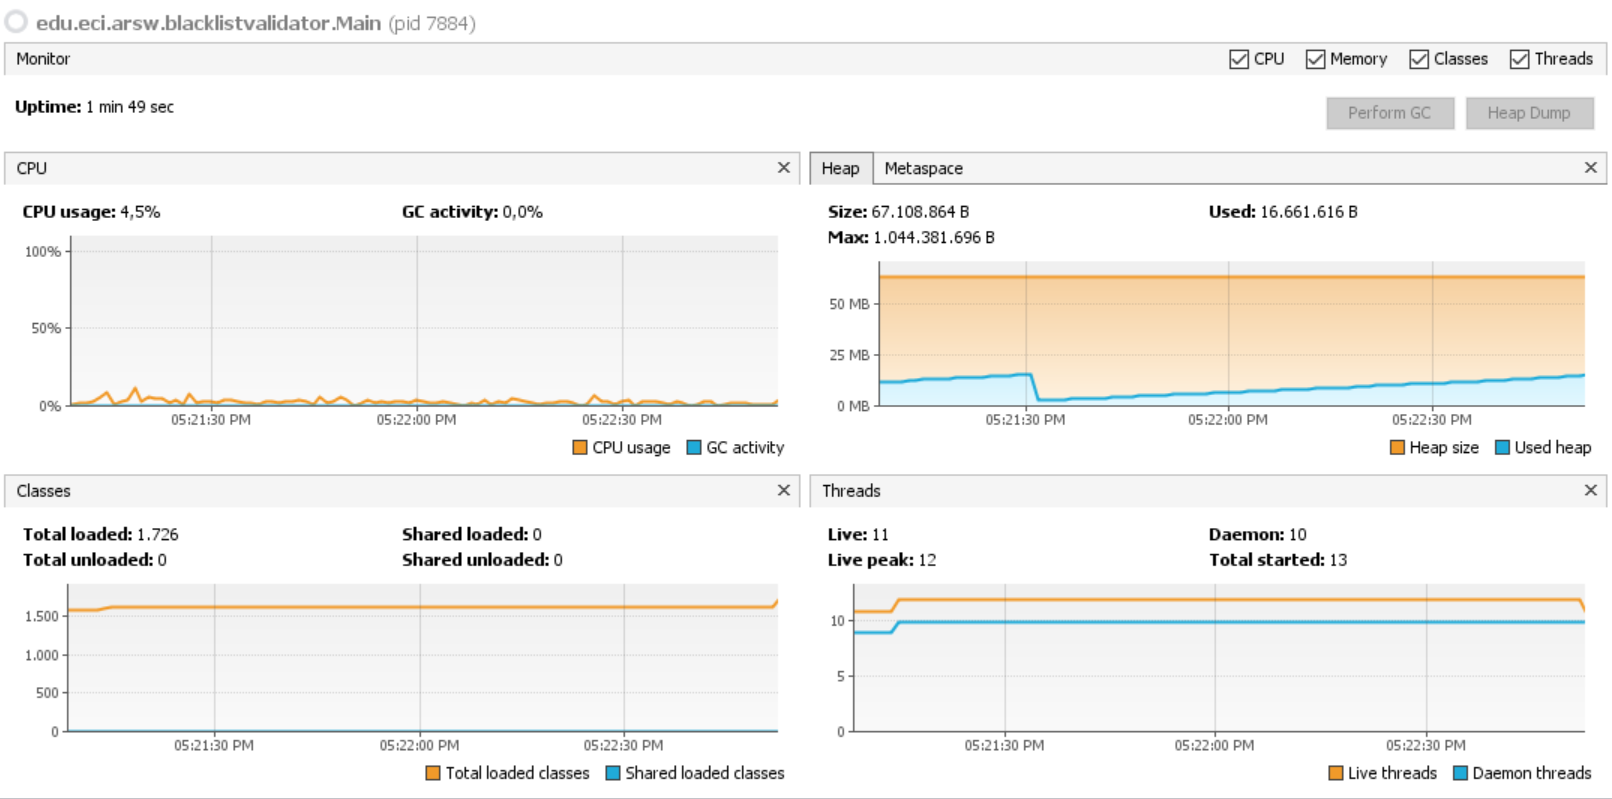 edu.eci.arsw.blacklistvalidator.Main (pid 7884)
Monitor
CPU Memory Classes Threads
Uptime: 1 min 49 sec
Perform GC Heap Dump
CPU
CPU usage: 4,5% GC activity: 0,0%
100%
50%
0%
05:21:30 PM 05:22:00 PM 05:22:30 PM
CPU usage GC activity
Heap Metaspace
Size: 67.108.864 B Used: 16.661.616 B
Max: 1.044.381.696 B
50 MB
25 MB
0 MB
05:21:30 PM 05:22:00 PM 05:22:30 PM
Heap size Used heap
Classes
Total loaded: 1.726 Shared loaded: 0
Total unloaded: 0 Shared unloaded: 0
1.500
1.000
500
0
05:21:30 PM 05:22:00 PM 05:22:30 PM
Total loaded classes Shared loaded classes
Threads
Live: 11 Daemon: 10
Live peak: 12 Total started: 13
10
5
0
05:21:30 PM 05:22:00 PM 05:22:30 PM
Live threads Daemon threads